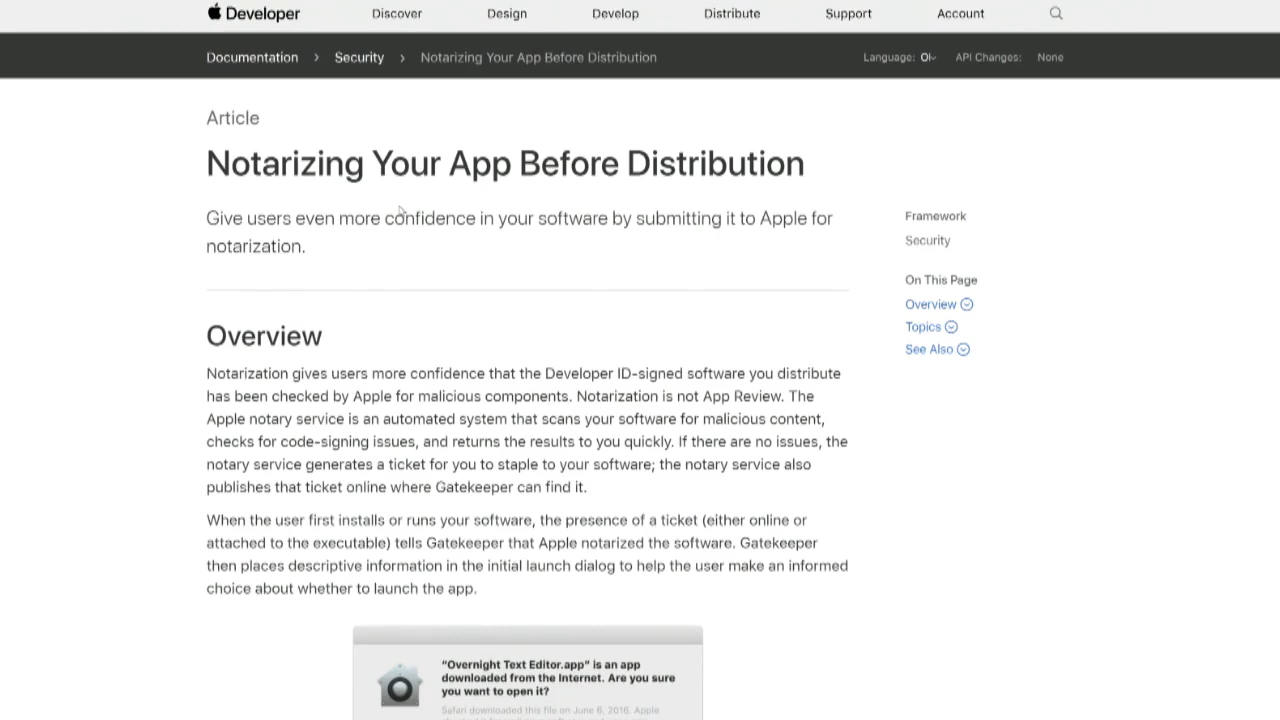 Developer Discover Design Develop Distribute Support Account
Documentation > Security > Notarizing Your App Before Distribution Language: API Changes: None
Article
Notarizing Your App Before Distribution
Give users even more confidence in your software by submitting it to Apple for
notarization.
Framework
Security
On This Page
Overview
Topics
See Also
Overview
Notarization gives users more confidence that the Developer ID-signed software you distribute
has been checked by Apple for malicious components. Notarization is not App Review. The
Apple notary service is an automated system that scans your software for malicious content,
checks for code-signing issues, and returns the results to you quickly. If there are no issues, the
notary service generates a ticket for you to staple to your software; the notary service also
publishes that ticket online where Gatekeeper can find it.
When the user first installs or runs your software, the presence of a ticket (either online or
attached to the executable) tells Gatekeeper that Apple notarized the software. Gatekeeper
then places descriptive information in the initial launch dialog to help the user make an informed
choice about whether to launch the app.
"Overnight Text Editor.app" is an app
downloaded from the Internet. Are you sure
you want to open it?
Safari downloaded this file on June 6, 2016. Apple